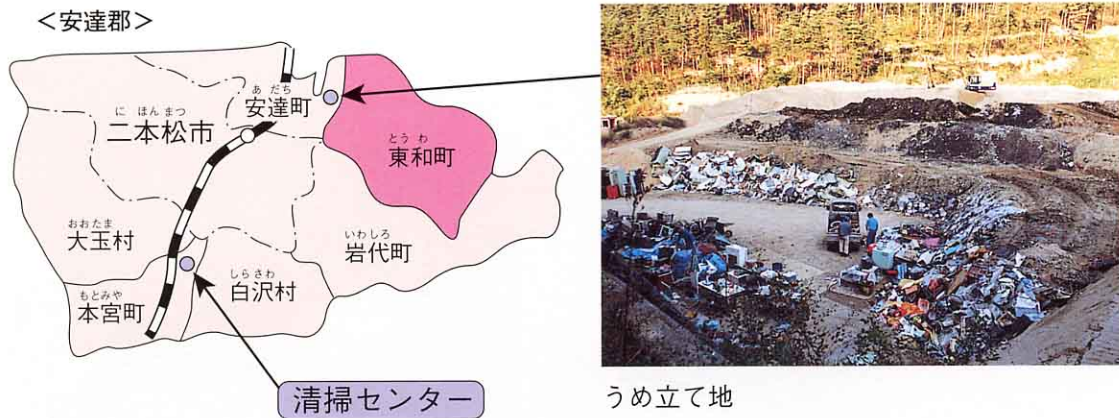 <安達郡>
あだち
安達町
にほんまつ
二本松市
とうわ
東和町
おおたま
大玉村
いわしろ
岩代町
しらさわ
白沢村
もとみや
本宮町
清掃センター
うめ立て地